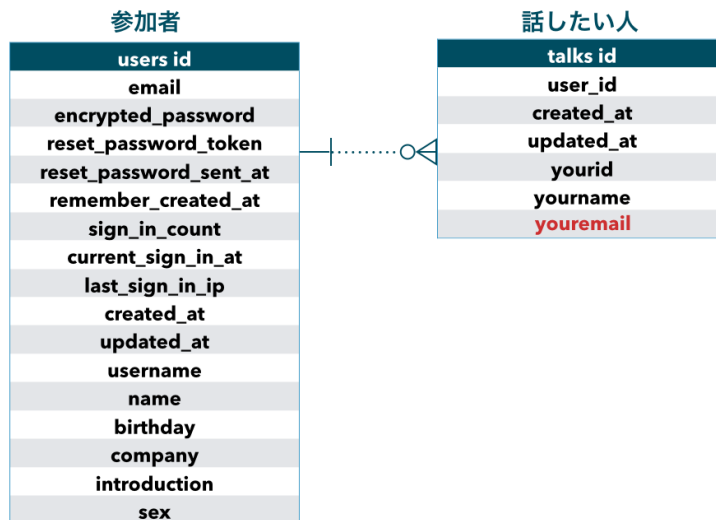 参加者
users id
email
encrypted_password
reset_password_token
reset_password_sent_at
remember_created_at
sign_in_count
current_sign_in_at
last_sign_in_ip
created_at
updated_at
username
name
birthday
company
introduction
sex
話したい人
talks id
user_id
created_at
updated_at
yourid
yourname
youremail